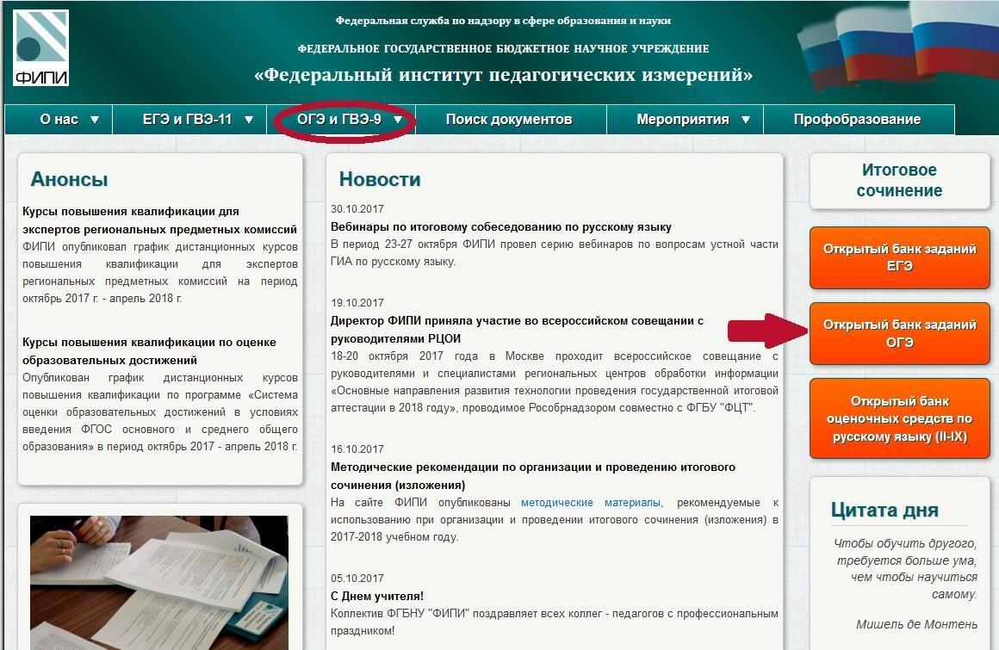 ФИПИ
Федеральная служба по надзору в сфере образования и науки
ФЕДЕРАЛЬНОЕ ГОСУДАРСТВЕННОЕ БЮДЖЕТНОЕ НАУЧНОЕ УЧРЕЖДЕНИЕ
«Федеральный институт педагогических измерений»
О нас
ЕГЭ и ГВЭ-11
ОГЭ и ГВЭ-9
Поиск документов
Мероприятия
Профобразование
Анонсы
Курсы повышения квалификации для
экспертов региональных предметных комиссий
ФИПИ опубликовал график дистанционных курсов
повышения квалификации для экспертов
региональных предметных комиссий на период
октябрь 2017 г. - апрель 2018 г.
Курсы повышения квалификации по оценке
образовательных достижений
Опубликован график дистанционных курсов
повышения квалификации по программе «Система
оценки образовательных достижений в условиях
введения ФГОС основного и среднего общего
образования» в период октябрь 2017 - апрель 2018 г.
Новости
30.10.2017
Вебинары по итоговому собеседованию по русскому языку
В период 23-27 октября ФИПИ провел серию вебинаров по вопросам устной части
ГИА по русскому языку.
19.10.2017
Директор ФИПИ приняла участие во всероссийском совещании с
руководителями РЦОИ
18-20 октября 2017 года в Москве проходит всероссийское совещание с
руководителями и специалистами региональных центров обработки информации
«Основные направления развития технологии проведения государственной итоговой
аттестации в 2018 году», проводимое Рособрнадзором совместно с ФГБУ "ФЦТ".
16.10.2017
Методические рекомендации по организации и проведению итогового
сочинения (изложения)
На сайте ФИПИ опубликованы методические материалы, рекомендуемые к
использованию при организации и проведении итогового сочинения (изложения) в
2017-2018 учебном году.
05.10.2017
С Днем учителя!
Коллектив ФГБНУ "ФИПИ" поздравляет всех коллег - педагогов с профессиональным
праздником!
Итоговое
сочинение
Открытый банк заданий
ЕГЭ
Открытый банк заданий
ОГЭ
Открытый банк
оценочных средств по
русскому языку (II-IX)
Цитата дня
Чтобы обучить другого,
требуется больше ума,
чем чтобы научиться
самому.
Мишель де Монтень